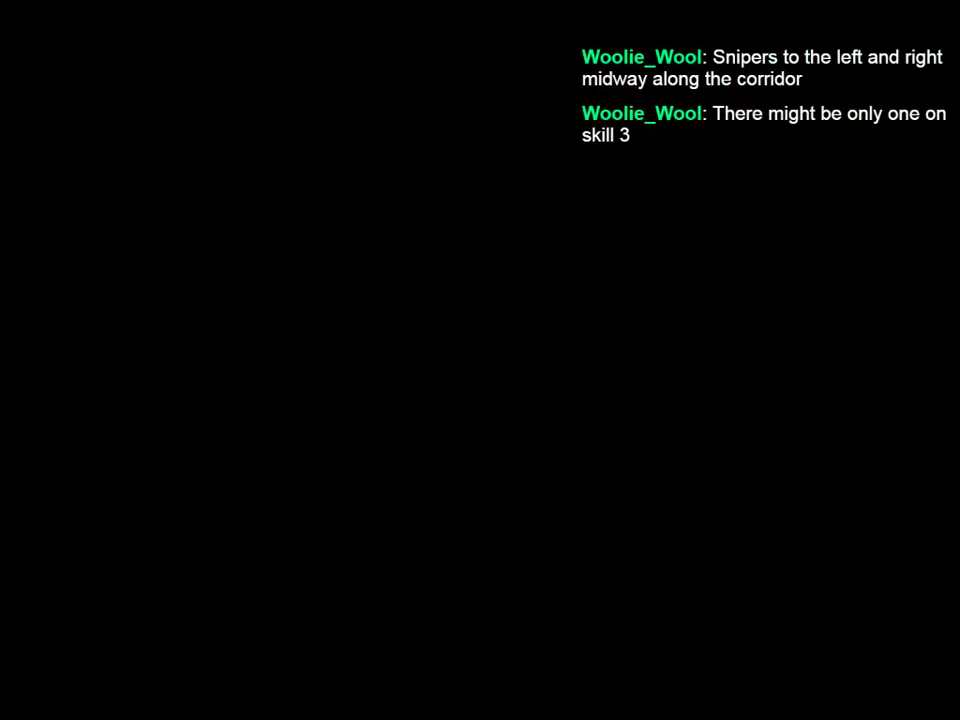 Woolie_Wool: Snipers to the left and right
midway along the corridor
Woolie_Wool: There might be only one on
skill 3